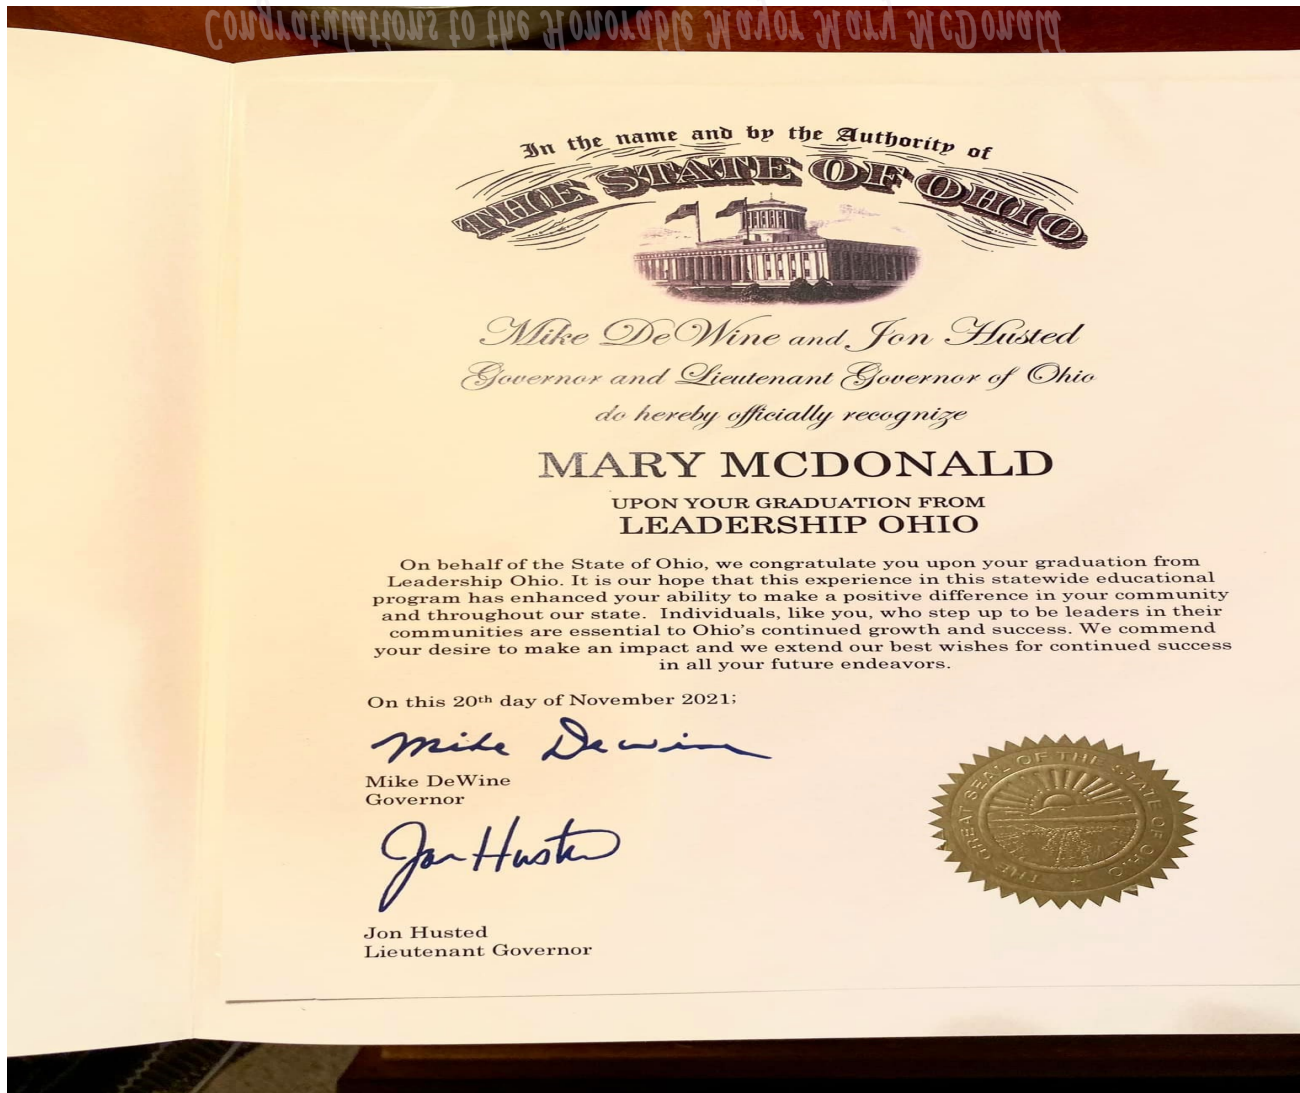 Congratulations to the Honorable Mayor Mary McDonald
In the name and by the Authority of
THE STATE OF OHIO
Mike DeWine and Jon Husted
Governor and Lieutenant Governor of Ohio
do hereby officially recognize
MARY MCDONALD
UPON YOUR GRADUATION FROM
LEADERSHIP OHIO
On behalf of the State of Ohio, we congratulate you upon your graduation from
Leadership Ohio. It is our hope that this experience in this statewide educational
program has enhanced your ability to make a positive difference in your community
and throughout our state. Individuals, like you, who step up to be leaders in their
communities are essential to Ohio's continued growth and success. We commend
your desire to make an impact and we extend our best wishes for continued success
in all your future endeavors.
On this 20th day of November 2021;
Mike DeWine
Mike DeWine
Governor
Jon Husted
Jon Husted
Lieutenant Governor
THE GREAT SEAL OF THE STATE OF OHIO